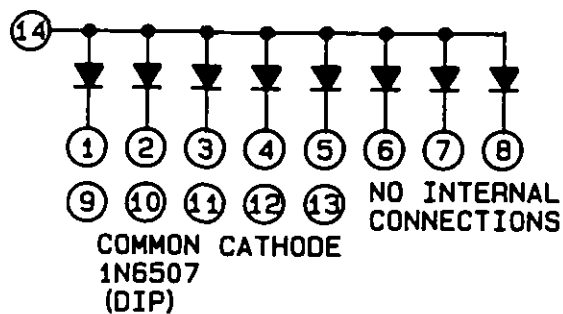 14
1 2 3 4 5 6 7 8
9 10 11 12 13 NO INTERNAL
CONNECTIONS
COMMON CATHODE
1N6507
(DIP)